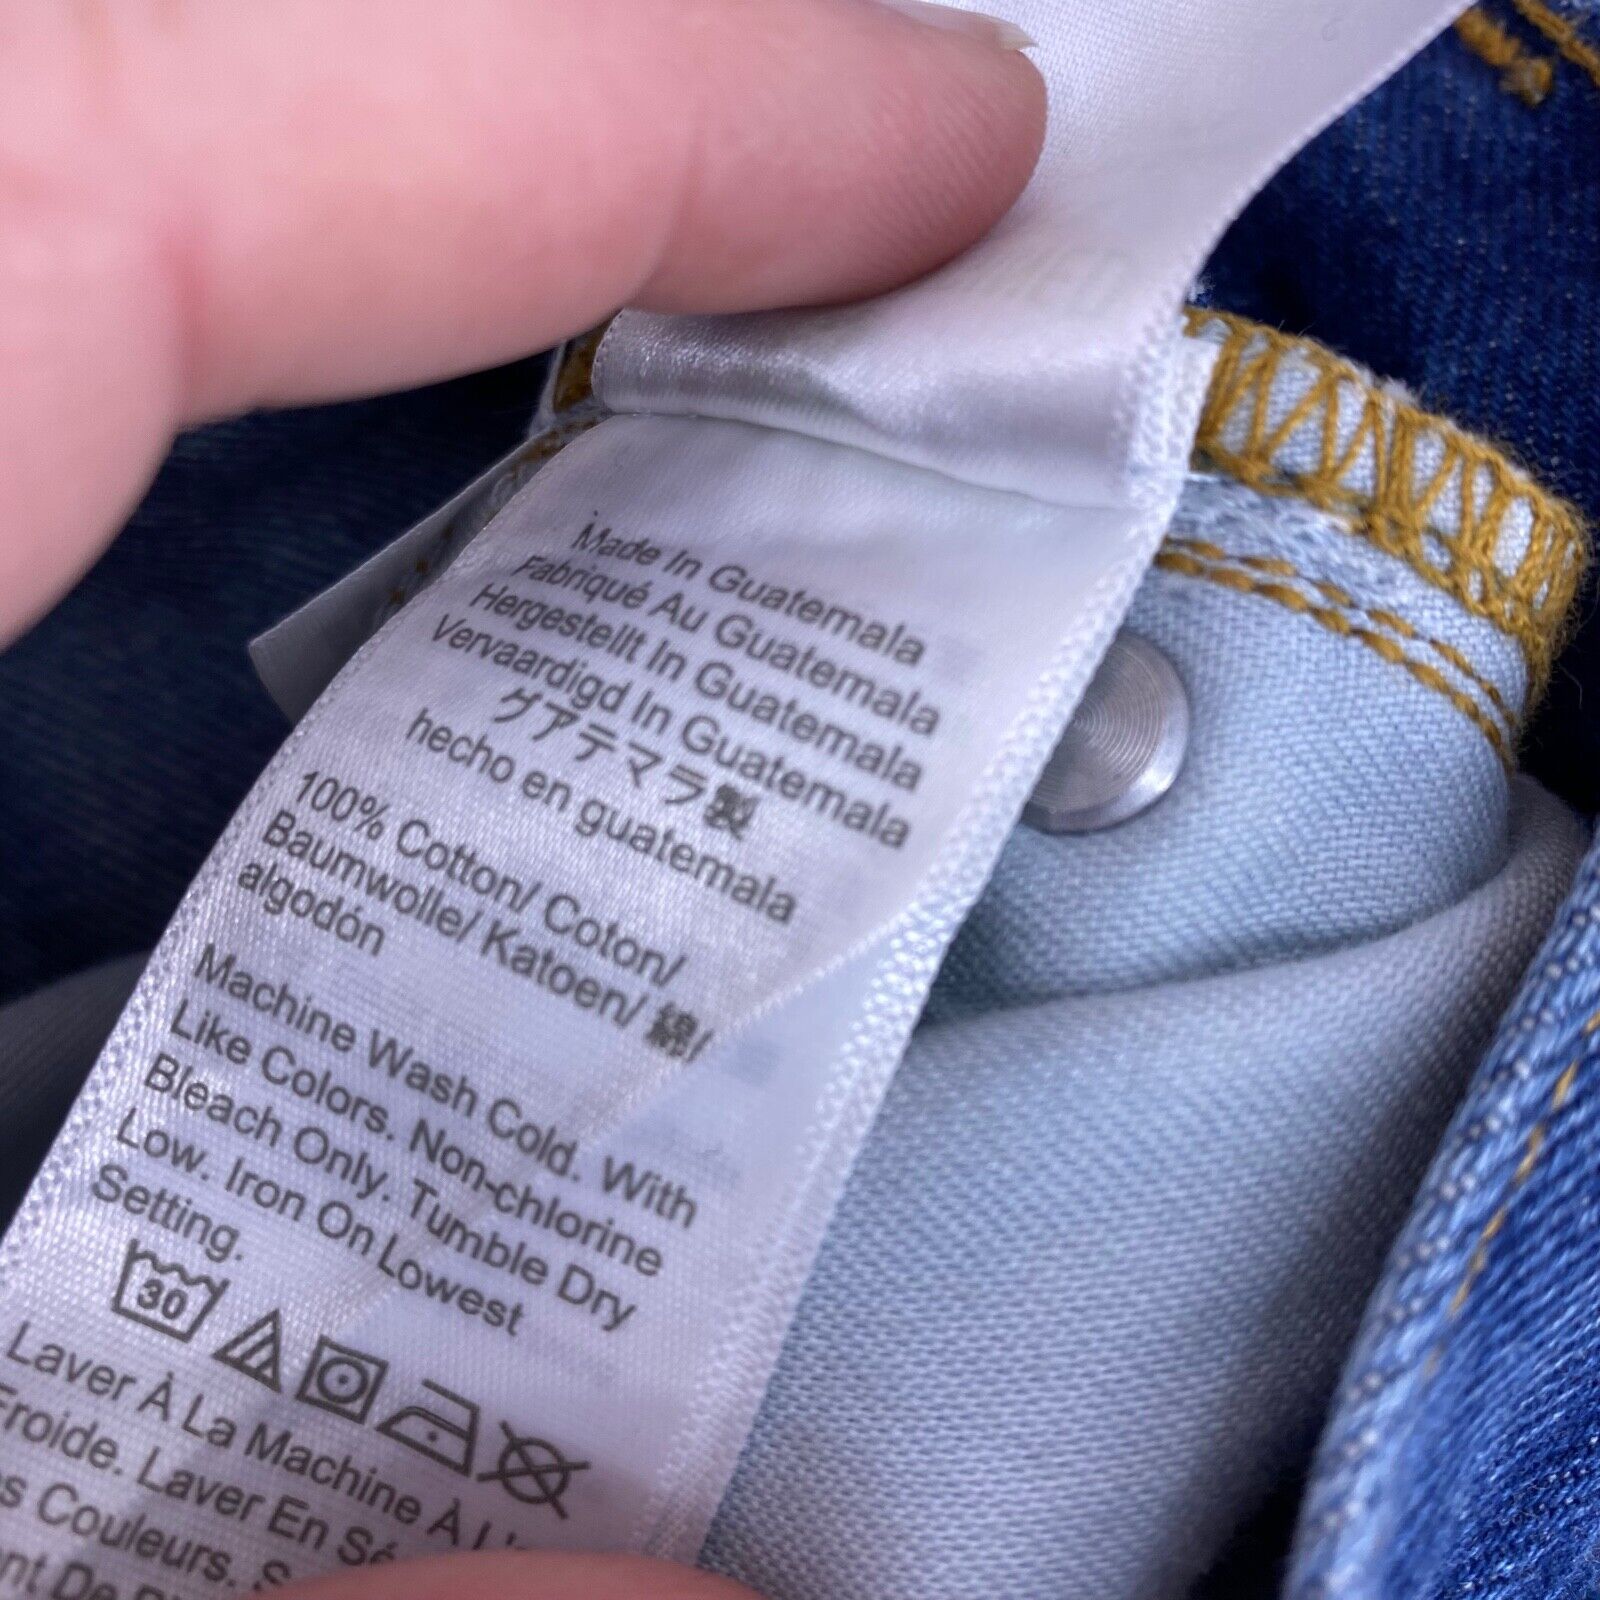 Made In Guatemala
Fabriqué Au Guatemala
Hergestellt In Guatemala
Vervaardigd In Guatemala
グアテマラ製
hecho en guatemala
100% Cotton/ Coton/
Baumwolle/ Katoen/ 綿/
algodón
Machine Wash Cold. With
Like Colors. Non-chlorine
Bleach Only. Tumble Dry
Low. Iron On Lowest
Setting.
30
Laver À La Machine À
Froide. Laver En
Couleurs.
De